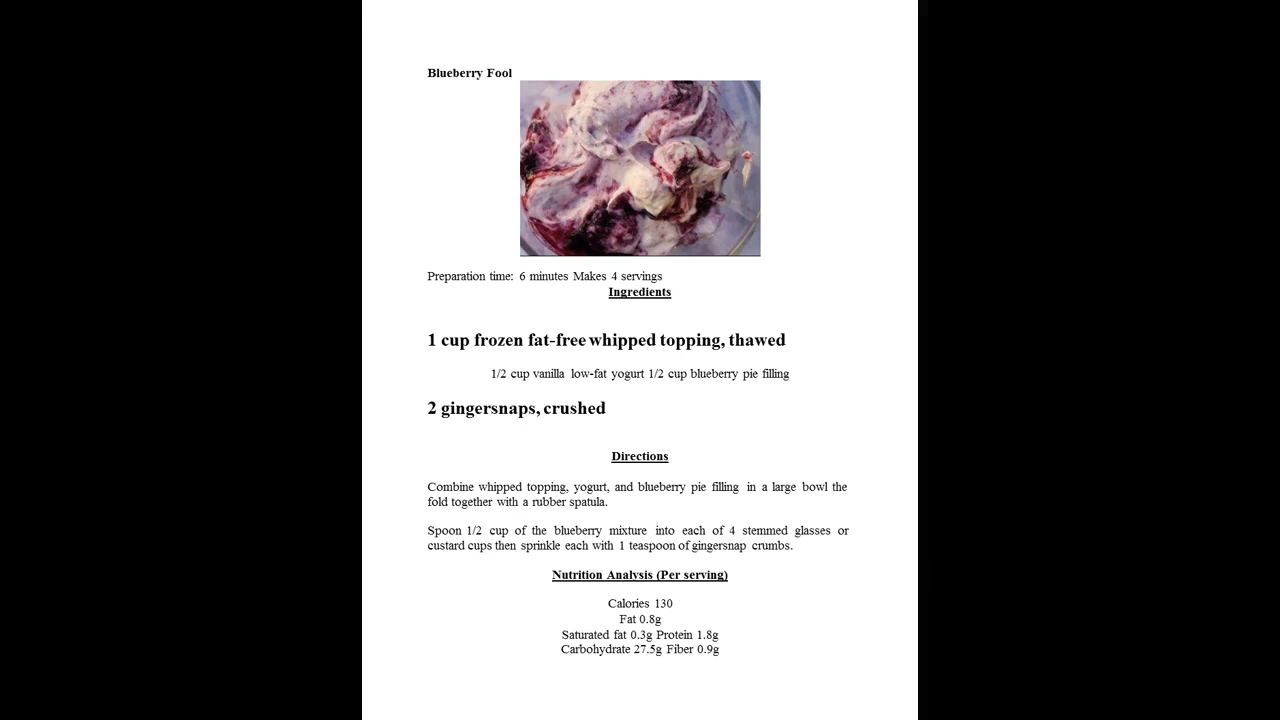 Blueberry Fool
Preparation time: 6 minutes Makes 4 servings
Ingredients
1 cup frozen fat-free whipped topping, thawed
1/2 cup vanilla low-fat yogurt 1/2 cup blueberry pie filling
2 gingersnaps, crushed
Directions
Combine whipped topping, yogurt, and blueberry pie filling in a large bowl the
fold together with a rubber spatula.
Spoon 1/2 cup of the blueberry mixture into each of 4 stemmed glasses or
custard cups then sprinkle each with 1 teaspoon of gingersnap crumbs.
Nutrition Analysis (Per serving)
Calories 130
Fat 0.8g
Saturated fat 0.3g Protein 1.8g
Carbohydrate 27.5g Fiber 0.9g